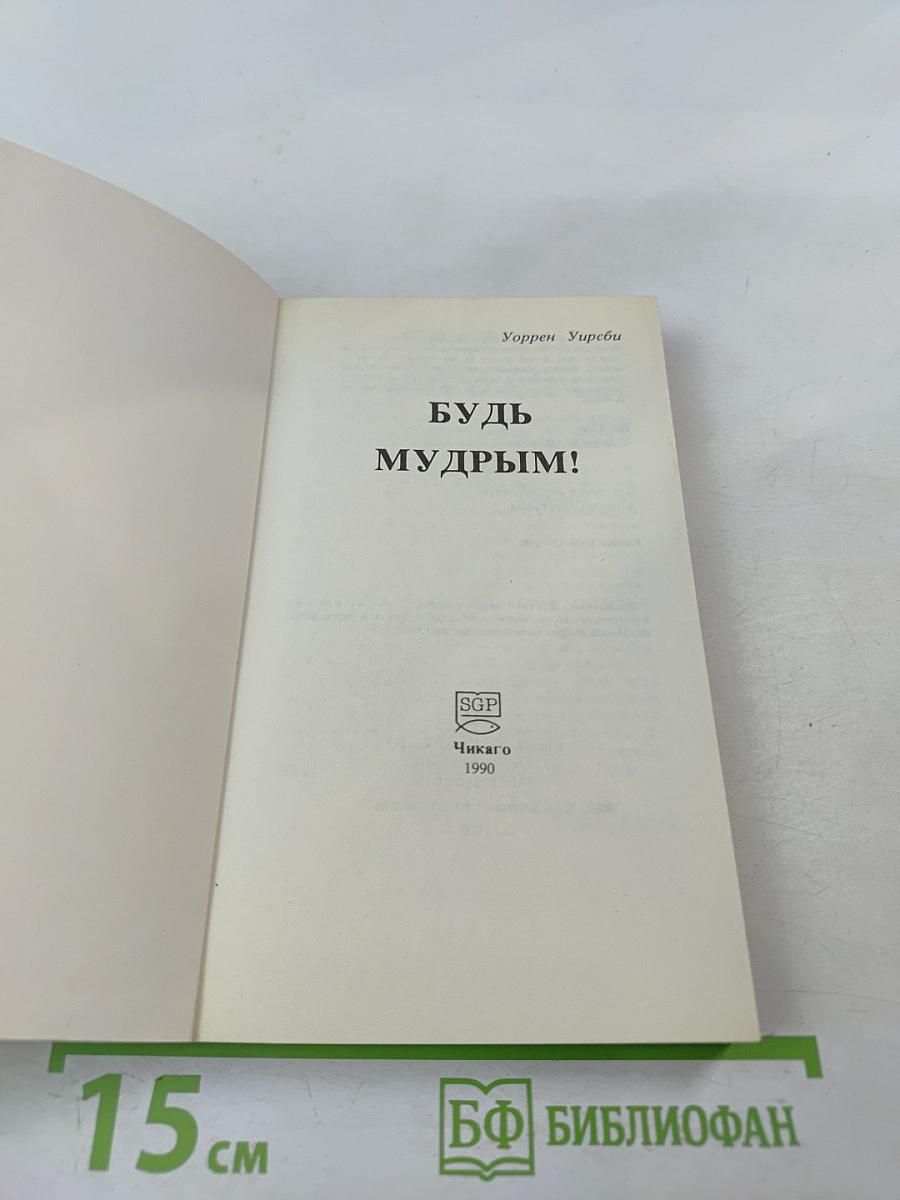 Уоррен Уирсби
БУДЬ
МУДРЫМ!
SGP
Чикаго
1990
15 см
БФ БИБЛИОФАН